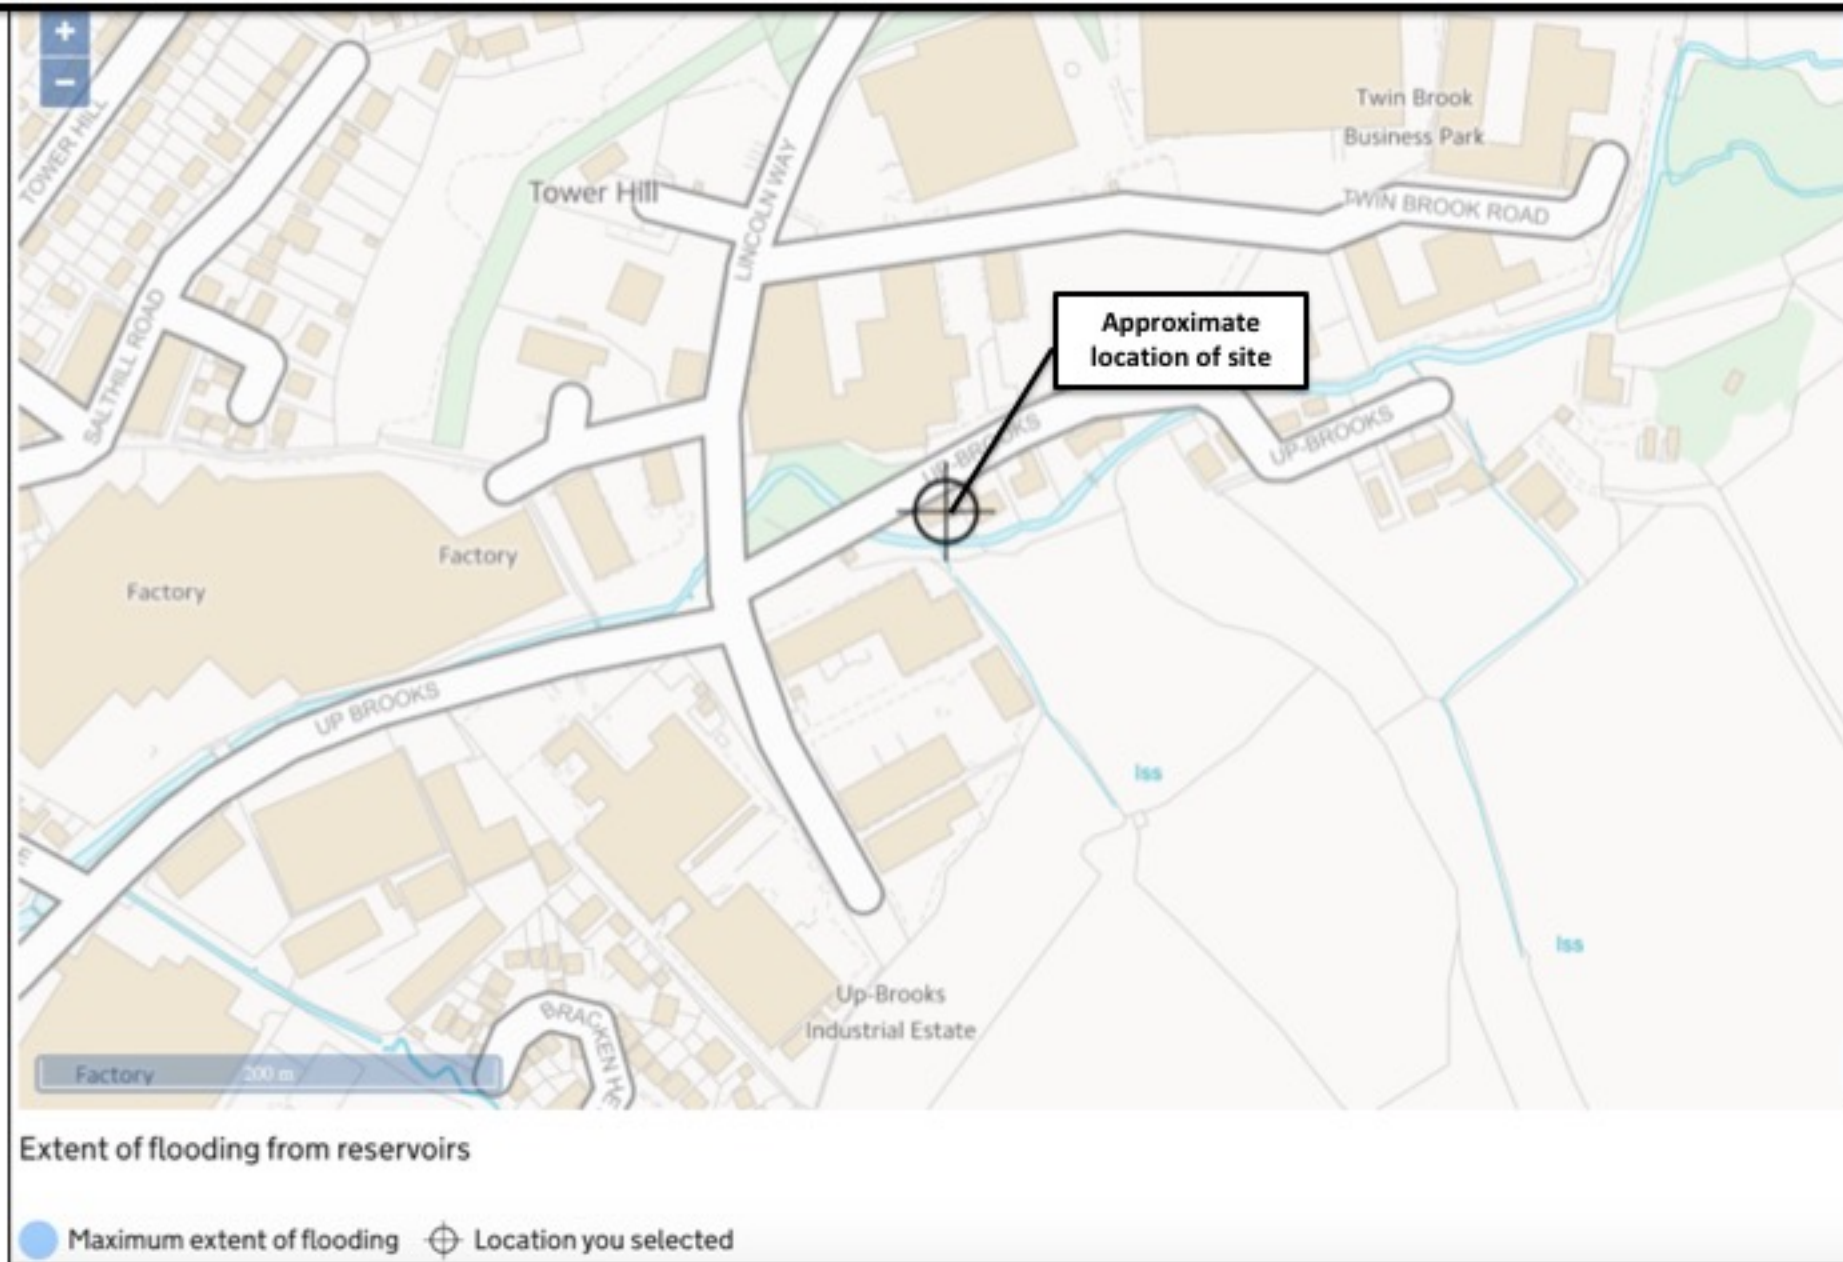 +
−
TOWER HILL
Twin Brook
Business Park
Tower Hill
LINCOLN WAY
TWIN BROOK ROAD
SALTHILL ROAD
Approximate
location of site
UP-BROOKS
UP-BROOKS
Factory
Factory
UP BROOKS
Iss
Iss
Up-Brooks
Industrial Estate
BRACKEN HE
Factory
200 m
Extent of flooding from reservoirs
Maximum extent of flooding
Location you selected